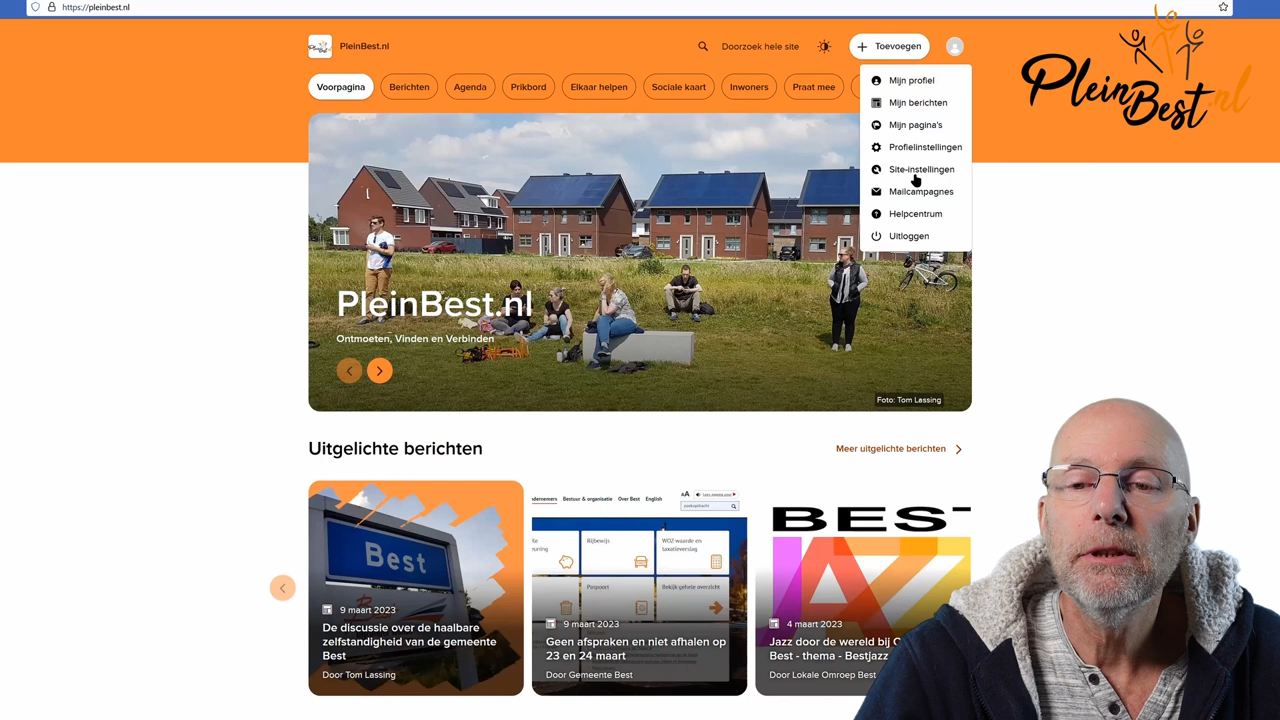 https://pleinbest.nl
PleinBest.nl
Doorzoek hele site
Toevoegen
PleinBest.nl
Voorpagina
Berichten
Agenda
Prikbord
Elkaar helpen
Sociale kaart
Inwoners
Praat mee
Mijn profiel
Mijn berichten
Mijn pagina's
Profielinstellingen
Site-instellingen
Mailcampagnes
Helpcentrum
Uitloggen
PleinBest.nl
Ontmoeten, Vinden en Verbinden
Foto: Tom Lassing
Uitgelichte berichten
Meer uitgelichte berichten
Best
9 maart 2023
De discussie over de haalbare
zelfstandigheid van de gemeente
Best
Door Tom Lassing
Bestuur & organisatie
Over Best
English
Rijbewijs
WOZ-waarde en
taxatieverslag
Paspoort
Bekijk gehele overzicht
9 maart 2023
Geen afspraken en niet afhalen op
23 en 24 maart
Door Gemeente Best
BEST
JAZZ
4 maart 2023
Jazz door de wereld bij
Best - thema - Bestjazz
Door Lokale Omroep Best